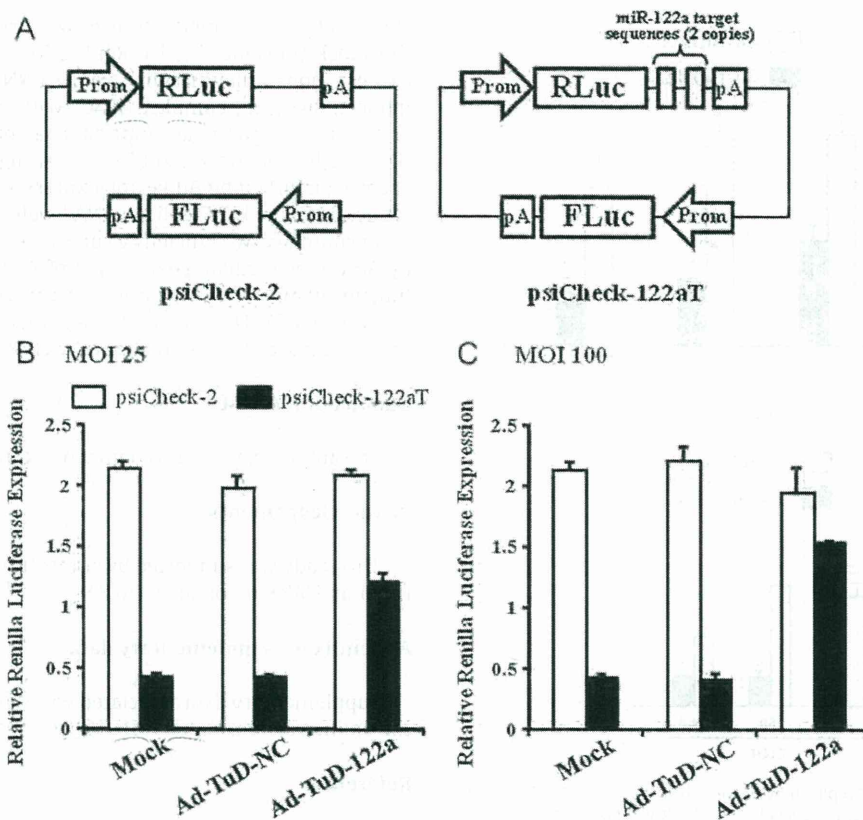 A
miR-122a target
sequences (2 copies)
Prom RLuc pA
pA FLuc Prom
psiCheck-2
Prom RLuc pA
pA FLuc Prom
psiCheck-122aT
B MOI 25
psiCheck-2 psiCheck-122aT
Relative Renilla Luciferase Expression
2.5
2
1.5
1
0.5
0
Mock
Ad-TuD-NC
Ad-TuD-122a
C MOI 100
Relative Renilla Luciferase Expression
2.5
2
1.5
1
0.5
0
Mock
Ad-TuD-NC
Ad-TuD-122a